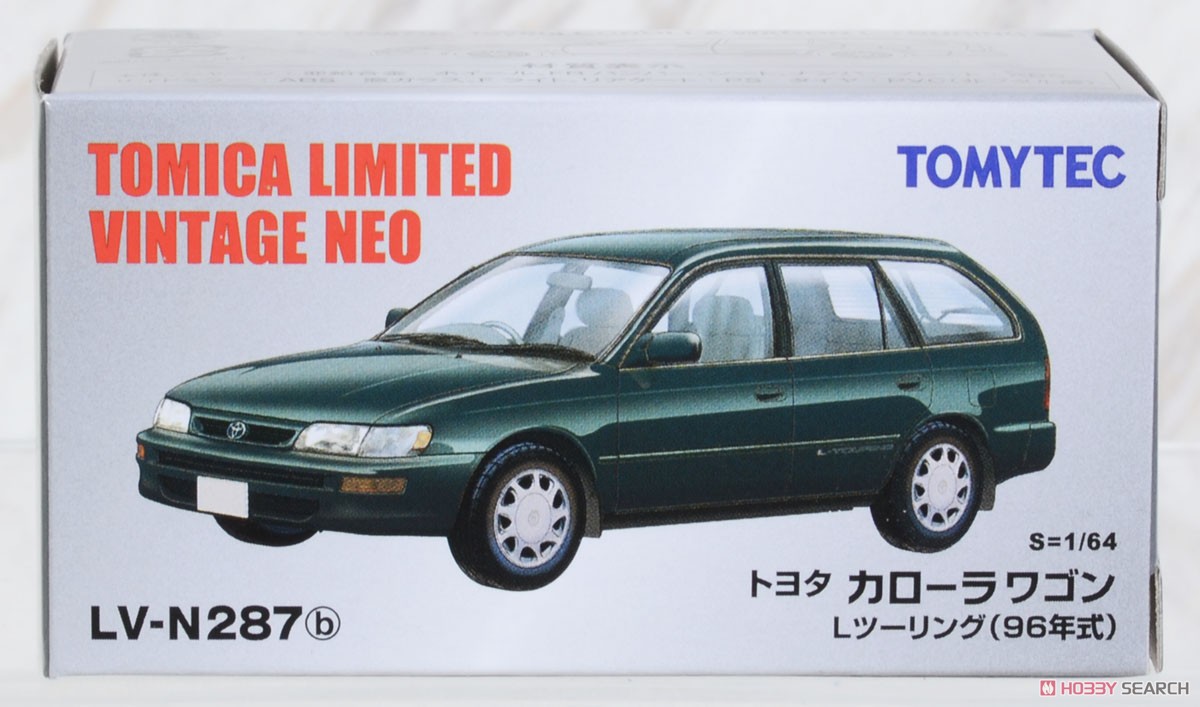 TOMICA LIMITED
VINTAGE NEO
TOMYTEC
L-TOURING
S=1/64
トヨタ カローラワゴン
Lツーリング(96年式)
LV-N287ⓑ
HOBBY SEARCH